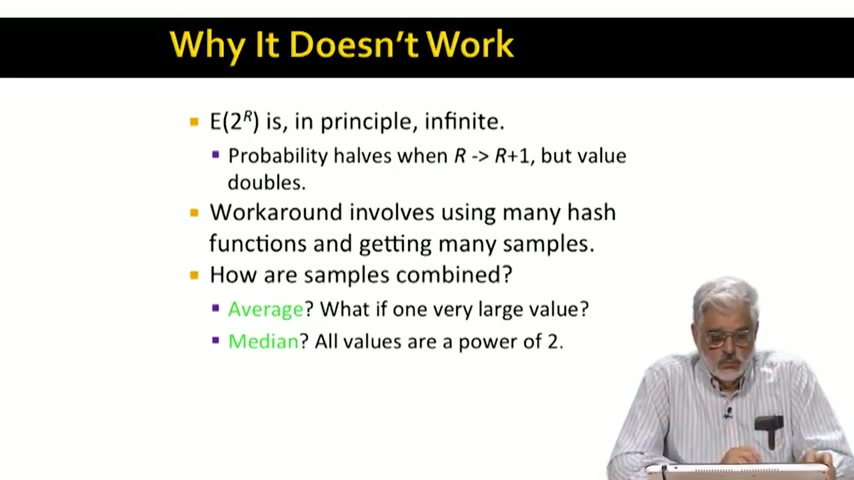 Why It Doesn't Work
E(2^R) is, in principle, infinite.
Probability halves when R -> R+1, but value
doubles.
Workaround involves using many hash
functions and getting many samples.
How are samples combined?
Average? What if one very large value?
Median? All values are a power of 2.